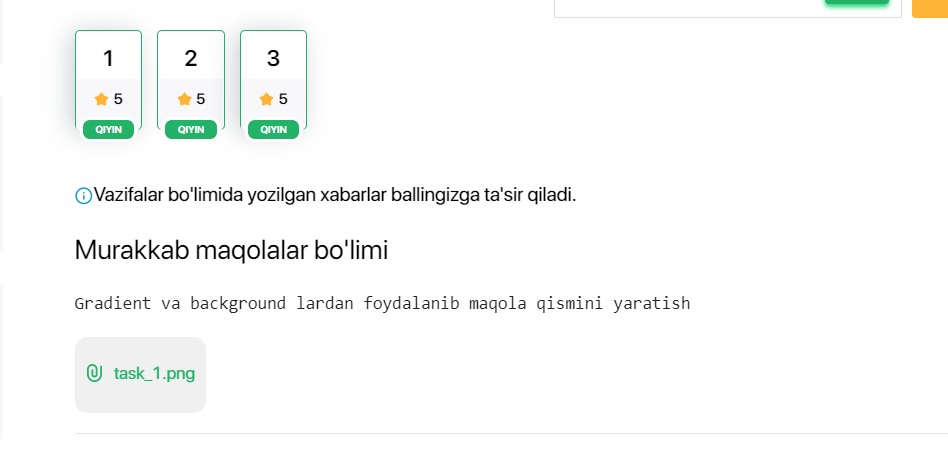 1 2 3
5 5 5
QIYIN QIYIN QIYIN
Vazifalar bo'limida yozilgan xabarlar ballingizga ta'sir qiladi.
Murakkab maqolalar bo'limi
Gradient va background lardan foydalanib maqola qismini yaratish
task_1.png